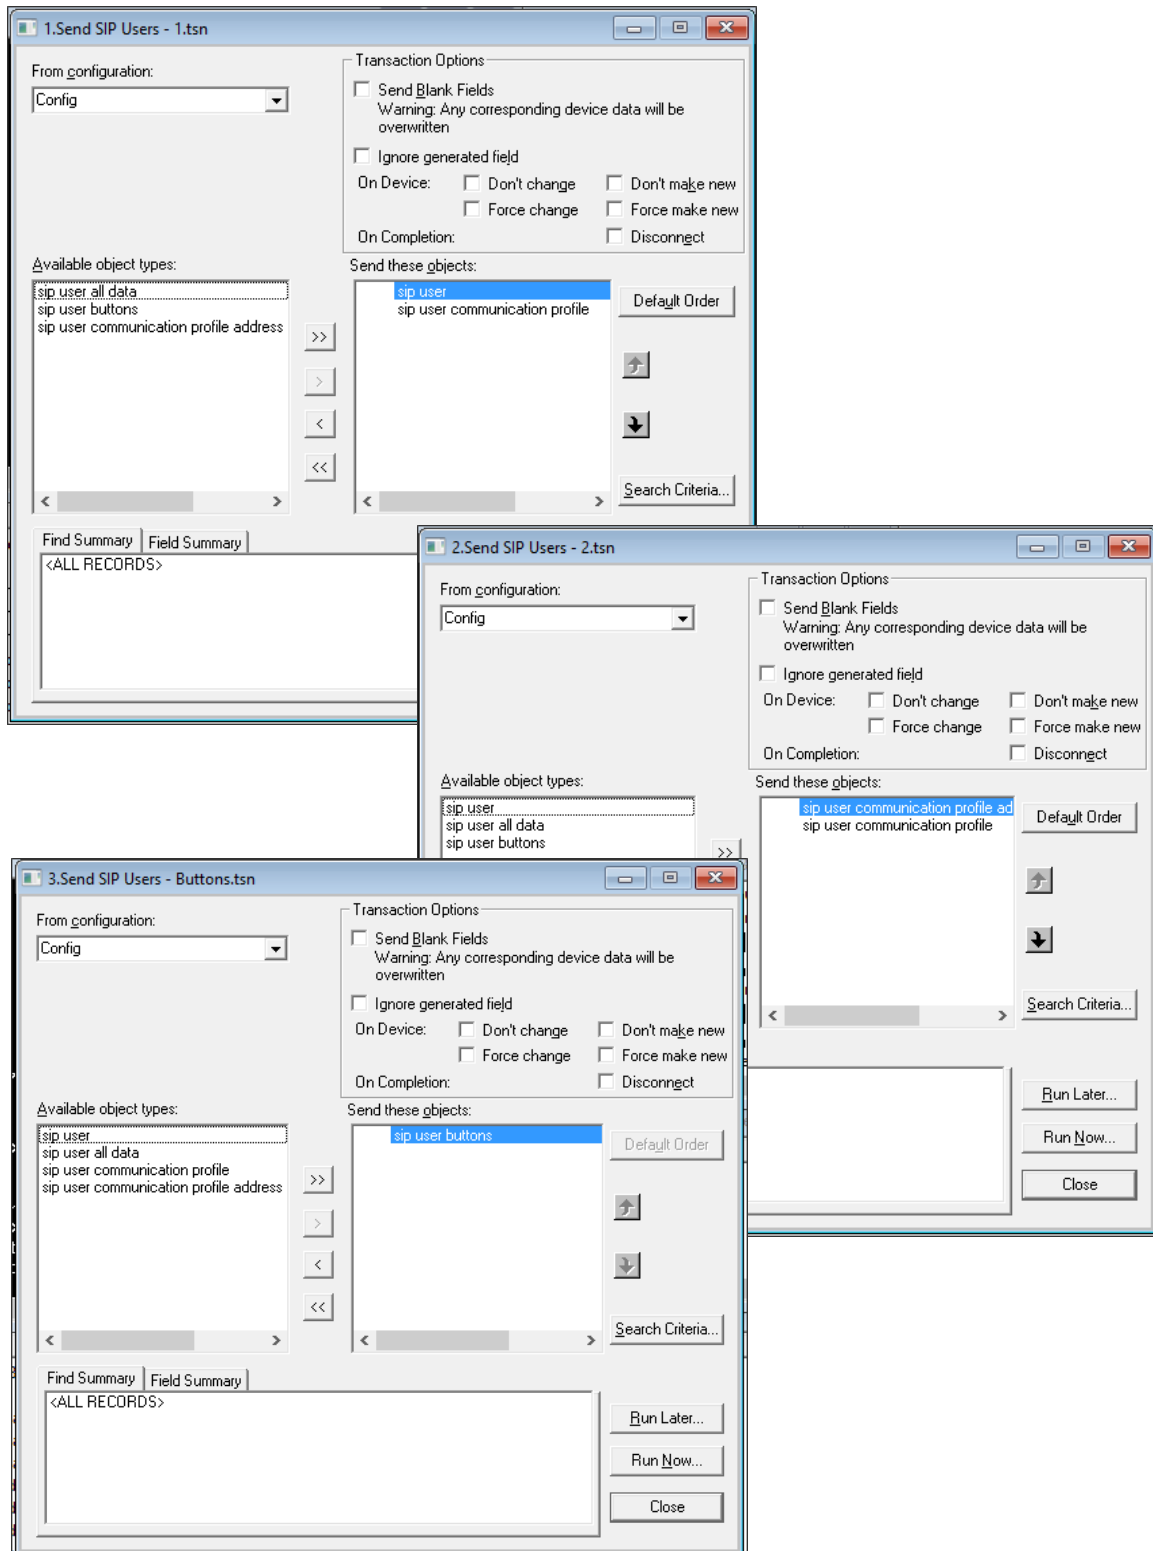 1.Send SIP Users - 1.tsn
From configuration:
Config
Transaction Options
Send Blank Fields
Warning: Any corresponding device data will be
overwritten
Ignore generated field
On Device:
Don't change
Don't make new
Force change
Force make new
On Completion:
Disconnect
Available object types:
sip user all data
sip user buttons
sip user communication profile address
>>
>
<
<<
Send these objects:
sip user
sip user communication profile
Default Order
Search Criteria...
Find Summary
Field Summary
<ALL RECORDS>
2.Send SIP Users - 2.tsn
From configuration:
Config
Transaction Options
Send Blank Fields
Warning: Any corresponding device data will be
overwritten
Ignore generated field
On Device:
Don't change
Don't make new
Force change
Force make new
On Completion:
Disconnect
Available object types:
sip user
sip user all data
sip user buttons
>>
Send these objects:
sip user communication profile ad
sip user communication profile
Default Order
Search Criteria...
Run Later...
Run Now...
Close
3.Send SIP Users - Buttons.tsn
From configuration:
Config
Transaction Options
Send Blank Fields
Warning: Any corresponding device data will be
overwritten
Ignore generated field
On Device:
Don't change
Don't make new
Force change
Force make new
On Completion:
Disconnect
Available object types:
sip user
sip user all data
sip user communication profile
sip user communication profile address
>>
>
<
<<
Send these objects:
sip user buttons
Default Order
Search Criteria...
Find Summary
Field Summary
<ALL RECORDS>
Run Later...
Run Now...
Close